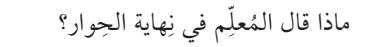 ماذا قال المُعلِّم في نِهاية الحِوار؟